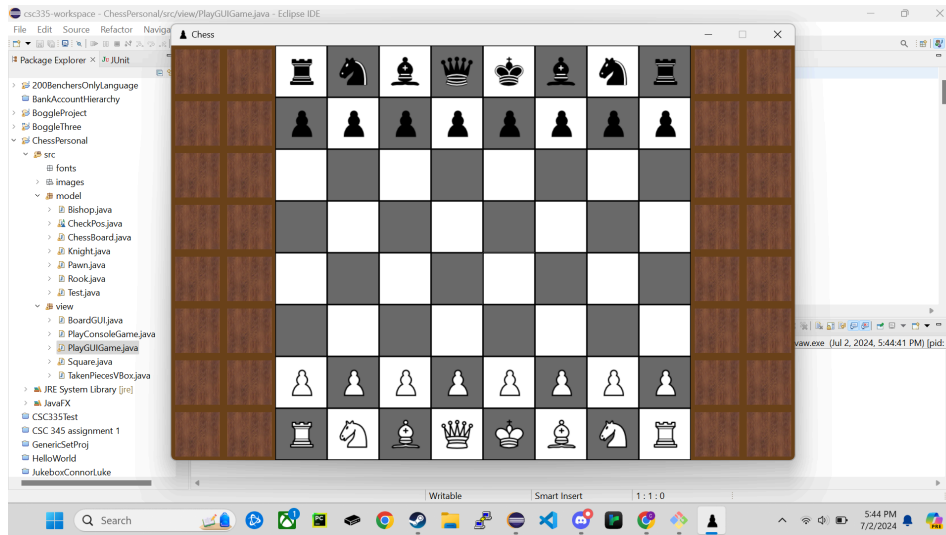 csc335-workspace - ChessPersonal/src/view/PlayGUIGame.java - Eclipse IDE
File Edit Source Refactor Naviga
Chess
Package Explorer × JUnit
200BenchersOnlyLanguage
BankAccountHierarchy
BoggleProject
BoggleThree
ChessPersonal
src
fonts
images
model
Bishop.java
CheckPos.java
ChessBoard.java
Knight.java
Pawn.java
Rook.java
Test.java
view
BoardGUI.java
PlayConsoleGame.java
PlayGUIGame.java
Square.java
TakenPiecesVBox.java
JRE System Library [jre]
JavaFX
CSC335Test
CSC 345 assignment 1
GenericSetProj
HelloWorld
JukeboxConnorLuke
vaw.exe (Jul 2, 2024, 5:44:41 PM) [pid:
Writable Smart Insert 1 : 1 : 0
Search
5:44 PM
7/2/2024
PRE